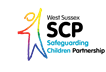 West Sussex
SCP
Safeguarding
Children Partnership